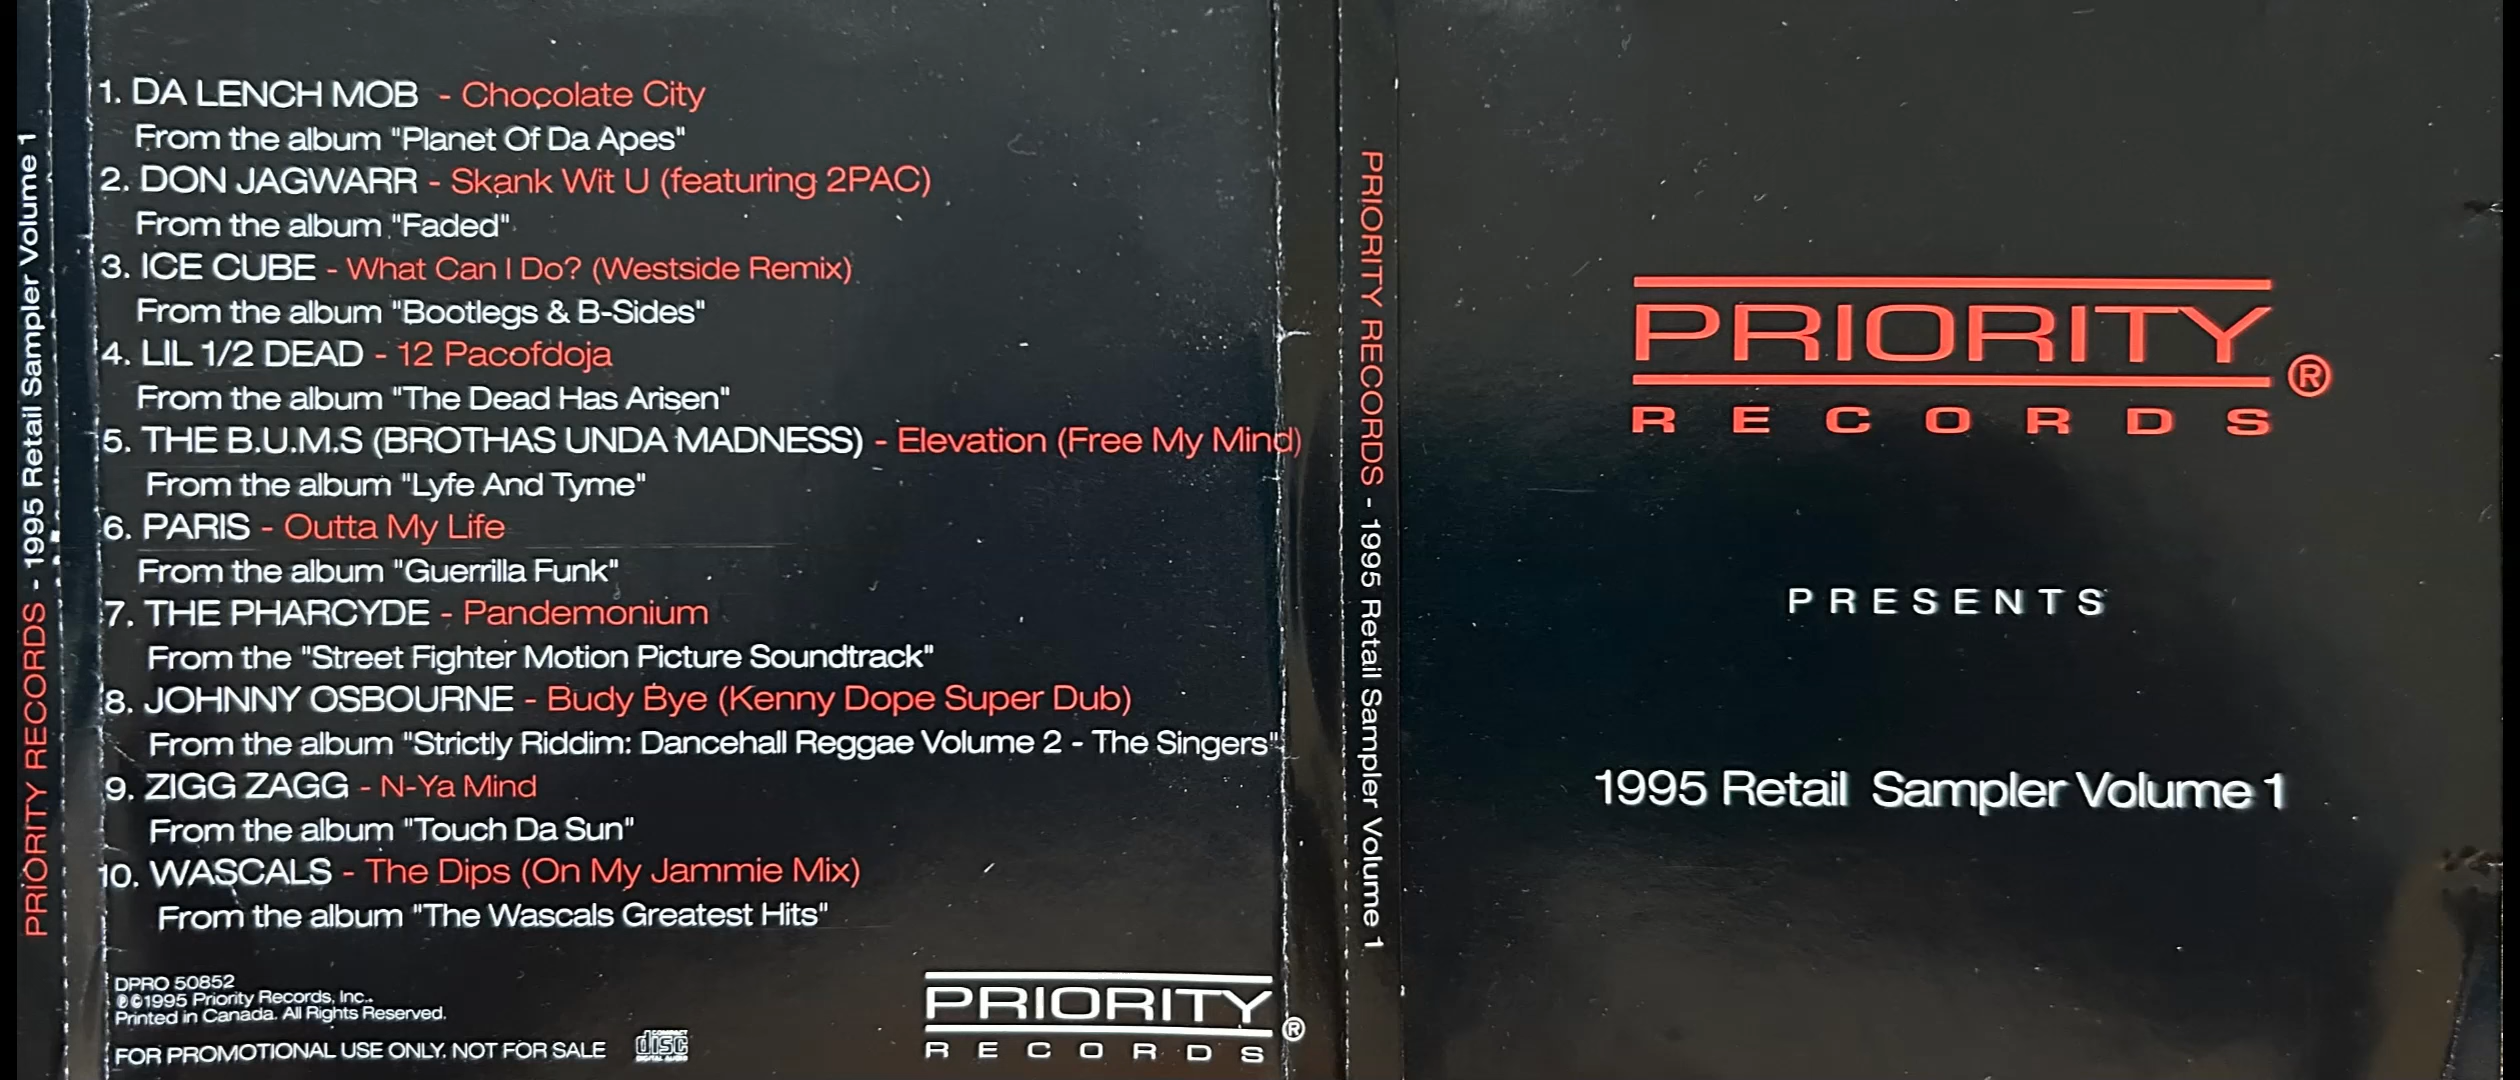 PRIORITY RECORDS - 1995 Retail Sampler Volume 1
1. DA LENCH MOB - Chocolate City
From the album "Planet Of Da Apes"
2. DON JAGWARR - Skank Wit U (featuring 2PAC)
From the album "Faded"
3. ICE CUBE - What Can I Do? (Westside Remix)
From the album "Bootlegs & B-Sides"
4. LIL 1/2 DEAD - 12 Pacofdoja
From the album "The Dead Has Arisen"
5. THE B.U.M.S (BROTHAS UNDA MADNESS) - Elevation (Free My Mind)
From the album "Lyfe And Tyme"
6. PARIS - Outta My Life
From the album "Guerrilla Funk"
7. THE PHARCYDE - Pandemonium
From the "Street Fighter Motion Picture Soundtrack"
8. JOHNNY OSBOURNE - Budy Bye (Kenny Dope Super Dub)
From the album "Strictly Riddim: Dancehall Reggae Volume 2 - The Singers"
9. ZIGG ZAGG - N-Ya Mind
From the album "Touch Da Sun"
10. WASCALS - The Dips (On My Jammie Mix)
From the album "The Wascals Greatest Hits"
DPRO 50852
℗©1995 Priority Records, Inc.
Printed in Canada. All Rights Reserved.
FOR PROMOTIONAL USE ONLY. NOT FOR SALE
COMPACT
disc
DIGITAL AUDIO
PRIORITY
RECORDS ®
PRIORITY RECORDS - 1995 Retail Sampler Volume 1
PRIORITY ®
RECORDS
PRESENTS
1995 Retail Sampler Volume 1